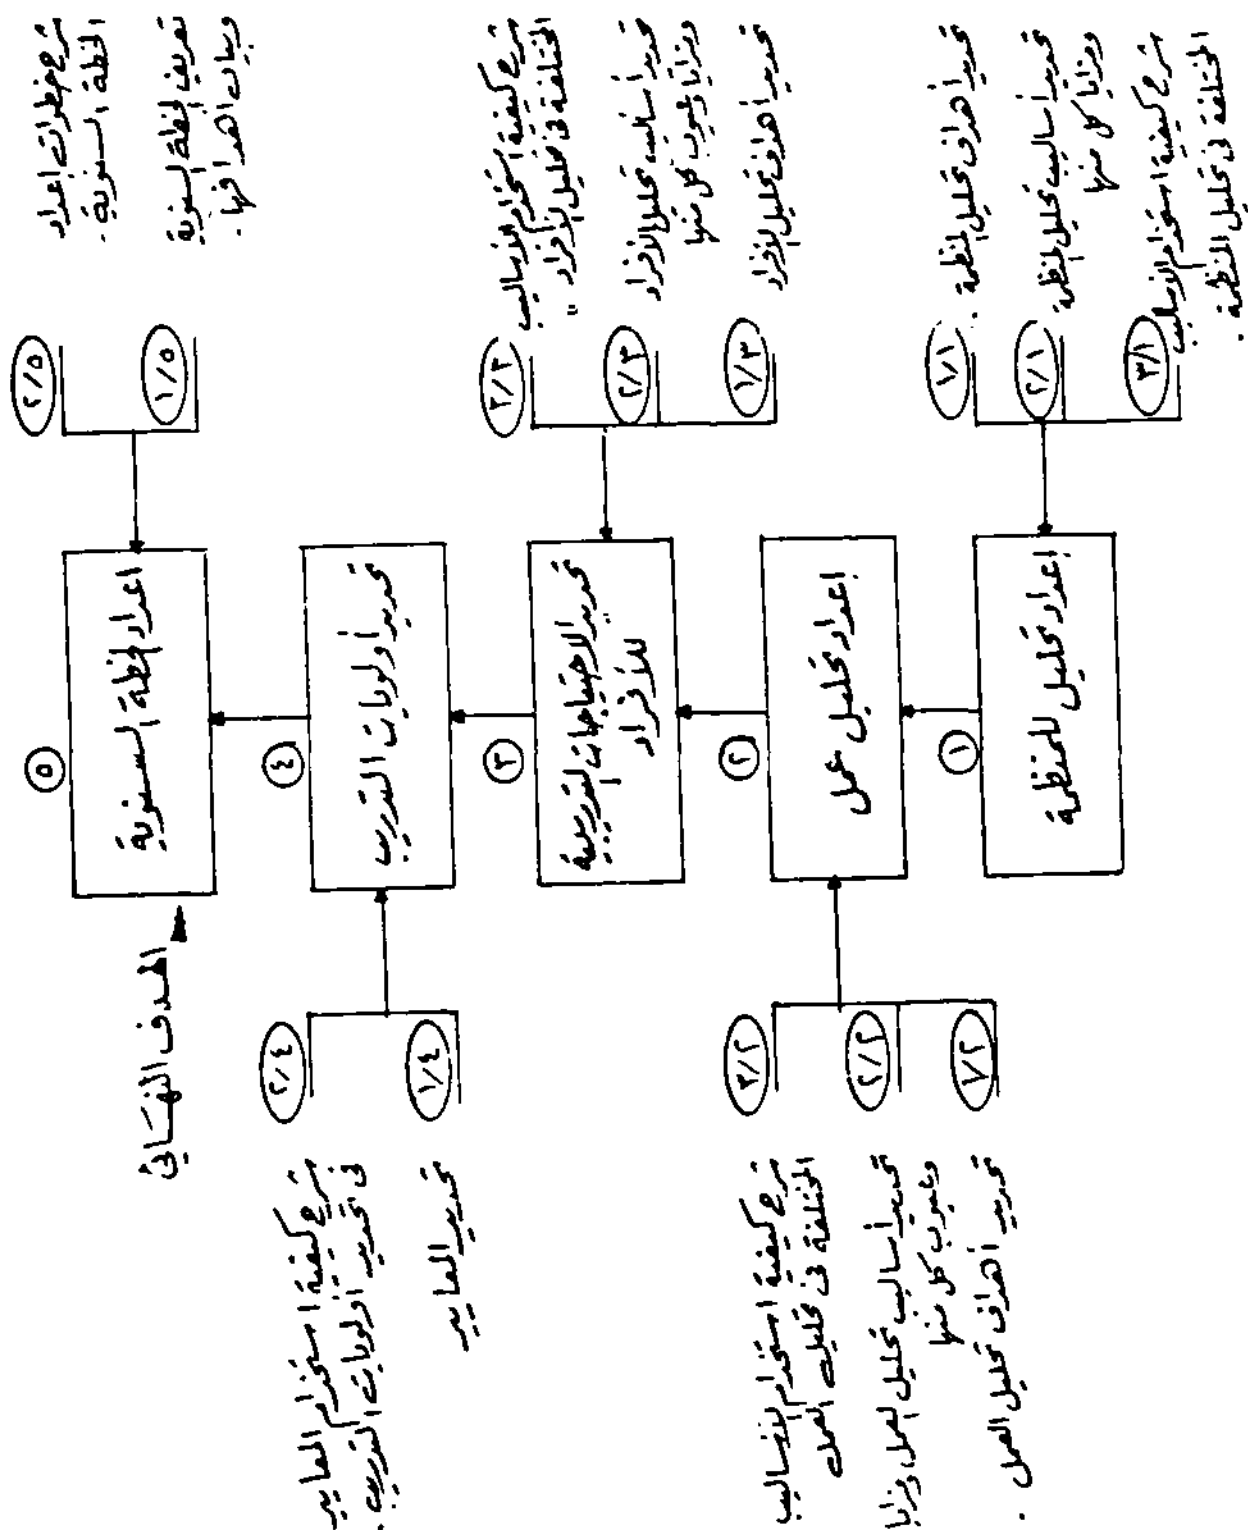 ١/١
تحديد أهداف تحليل المنظمة .
٢/١
تحديد أساليب تحليل المنظمة
ومزايا كل منها
٣/١
شرح كيفية استخدام الأساليب
المختلفة في تحليل المنظمة .
١
إعداد تحليل للمنظمة
١/٢
تحديد أهداف تحليل العمل .
٢/٢
تحديد أساليب تحليل العمل ومزايا
وعيوب كل منها
٣/٢
شرح كيفية استخدام الأساليب
المختلفة في تحليل العمل
٢
إعداد تحليل عمل
١/٣
تحديد أهداف تحليل الأفراد
٢/٣
تحديد أساليب تحليل الأفراد
ومزايا وعيوب كل منها
٣/٣
شرح كيفية استخدام الأساليب
المختلفة في تحليل الأفراد "
٣
تحديد الاحتياجات التدريبية
للأفراد
١/٤
تحديد المعايير
٢/٤
شرح كيفية استخدام المعايير
في تحديد أولويات التدريب .
٤
تحديد أولويات التدريب
١/٥
تعريف الخطة السنوية
وبيان أهدافها .
٢/٥
شرح خطوات اعداد
الخطة السنوية .
٥
اعداد الخطة السنوية
الهدف النهائى